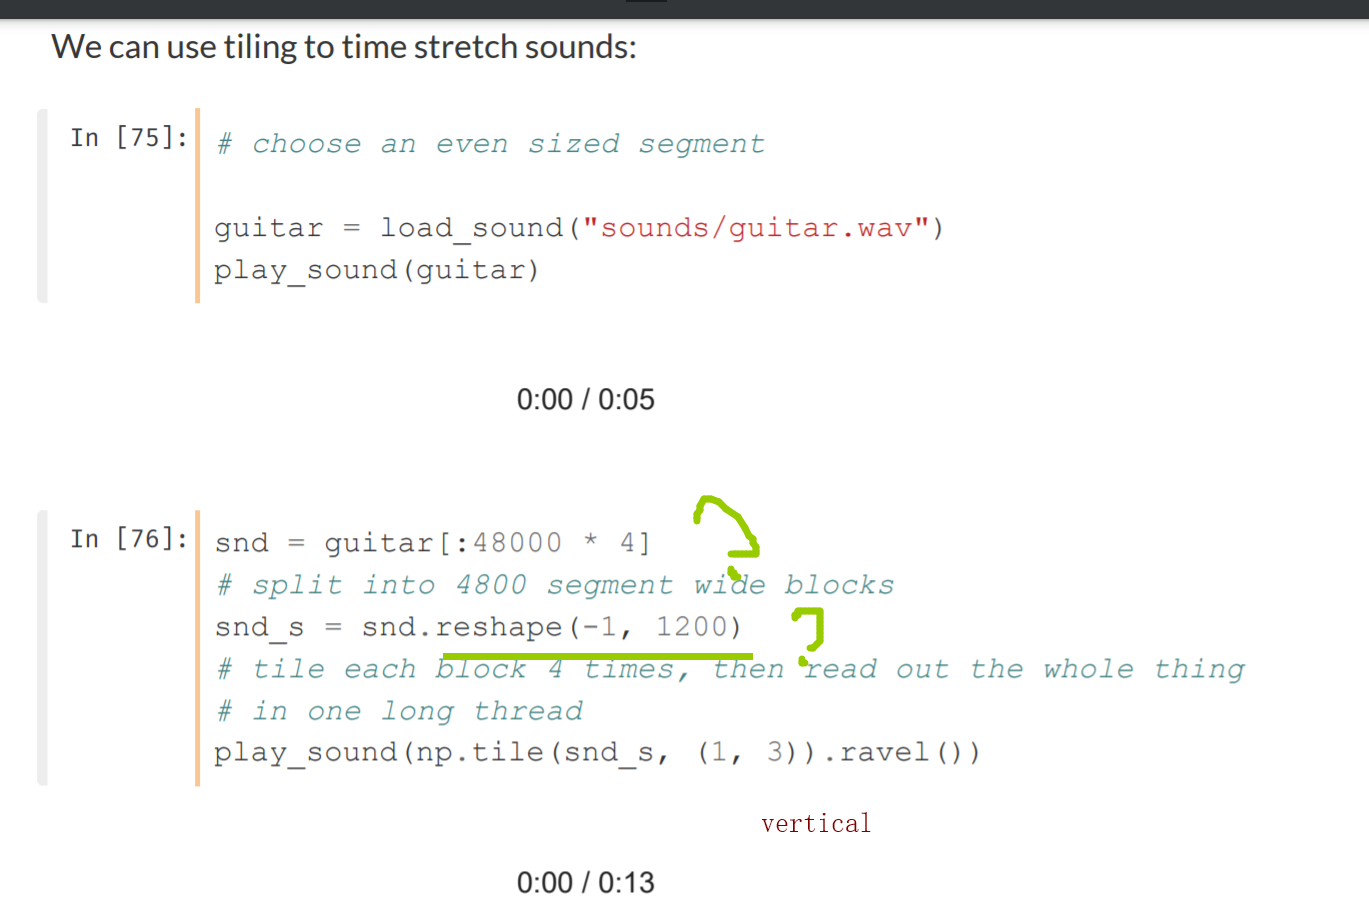 We can use tiling to time stretch sounds:
In [75]:
# choose an even sized segment
guitar = load_sound("sounds/guitar.wav")
play_sound(guitar)
0:00 / 0:05
In [76]:
snd = guitar[:48000 * 4]
?
# split into 4800 segment wide blocks
snd_s = snd.reshape(-1, 1200)
?
# tile each block 4 times, then read out the whole thing
# in one long thread
play_sound(np.tile(snd_s, (1, 3)).ravel())
vertical
0:00 / 0:13